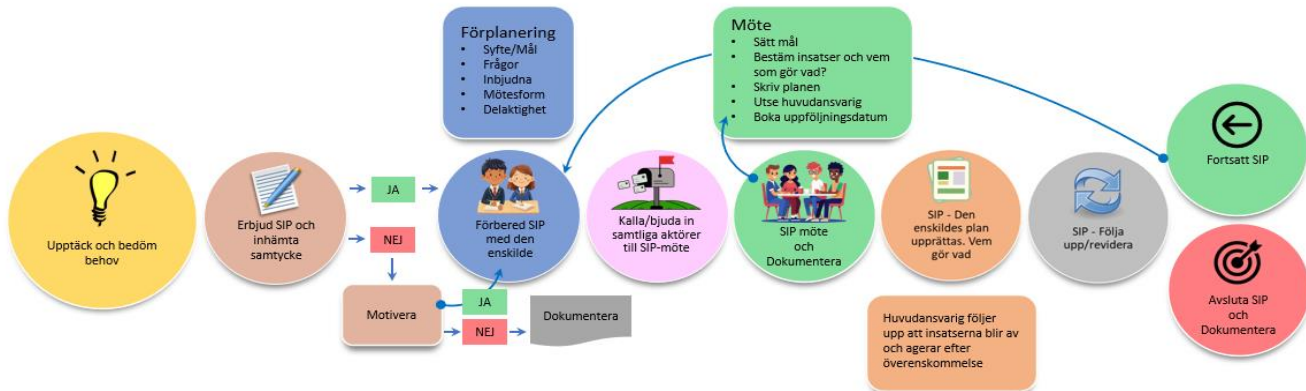 Förplanering
• Syfte/Mål
• Frågor
• Inbjudna
• Mötesform
• Delaktighet
Möte
• Sätt mål
• Bestäm insatser och vem
som gör vad?
• Skriv planen
• Utse huvudansvarig
• Boka uppföljningsdatum
Upptäck och bedöm
behov
Erbjud SIP och
inhämta
samtycke
JA
NEJ
Motivera
JA
NEJ
Dokumentera
Förbered SIP
med den
enskilde
Kalla/bjuda in
samtliga aktörer
till SIP-möte
SIP möte
och
Dokumentera
SIP - Den
enskildes plan
upprättas. Vem
gör vad
Huvudansvarig följer
upp att insatserna blir av
och agerar efter
överenskommelse
SIP - Följa
upp/revidera
Fortsatt SIP
Avsluta SIP
och
Dokumentera